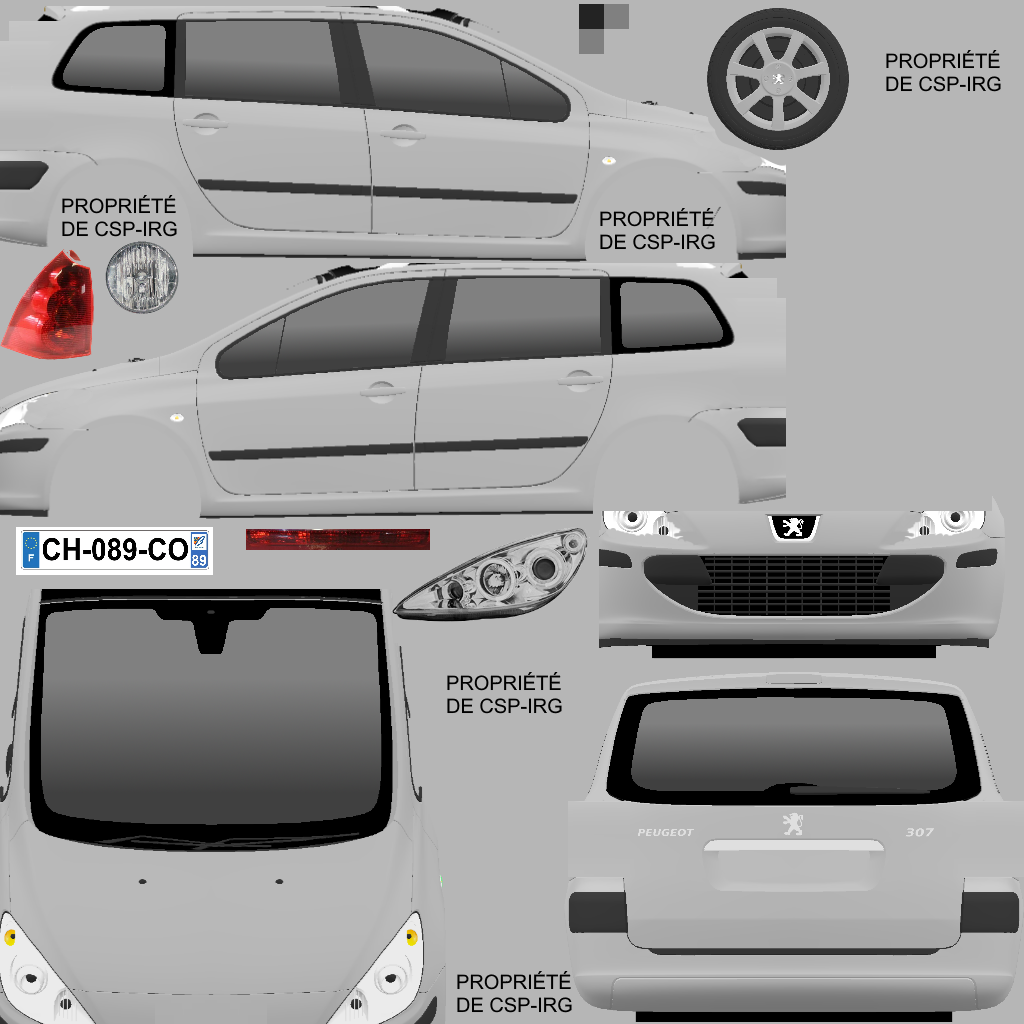 PROPRIÉTÉ
DE CSP-IRG
PROPRIÉTÉ
DE CSP-IRG
PROPRIÉTÉ
DE CSP-IRG
F
CH-089-CO
89
PROPRIÉTÉ
DE CSP-IRG
PEUGEOT
307
PROPRIÉTÉ
DE CSP-IRG